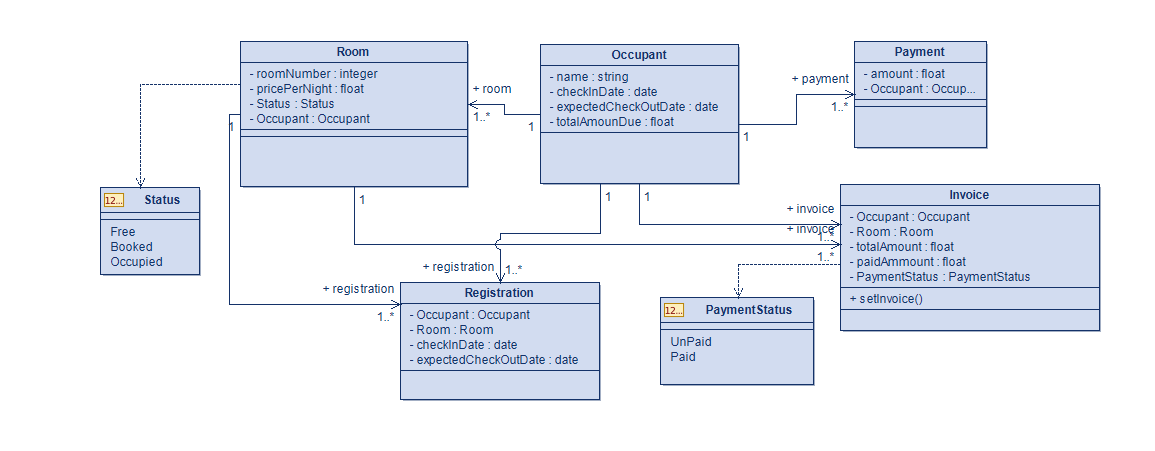 Room
- roomNumber : integer
- pricePerNight : float
- Status : Status
- Occupant : Occupant
Occupant
- name : string
- checkInDate : date
- expectedCheckOutDate : date
- totalAmounDue : float
Payment
- amount : float
- Occupant : Occup...
+ room
1..*
1
+ payment
1..*
1
1
12... Status
Free
Booked
Occupied
1
1
1
Invoice
- Occupant : Occupant
- Room : Room
- totalAmount : float
- paidAmmount : float
- PaymentStatus : PaymentStatus
+ setInvoice()
+ invoice
1..*
+ invoice
1..*
+ registration
1..*
+ registration
1..*
Registration
- Occupant : Occupant
- Room : Room
- checkInDate : date
- expectedCheckOutDate : date
12... PaymentStatus
UnPaid
Paid